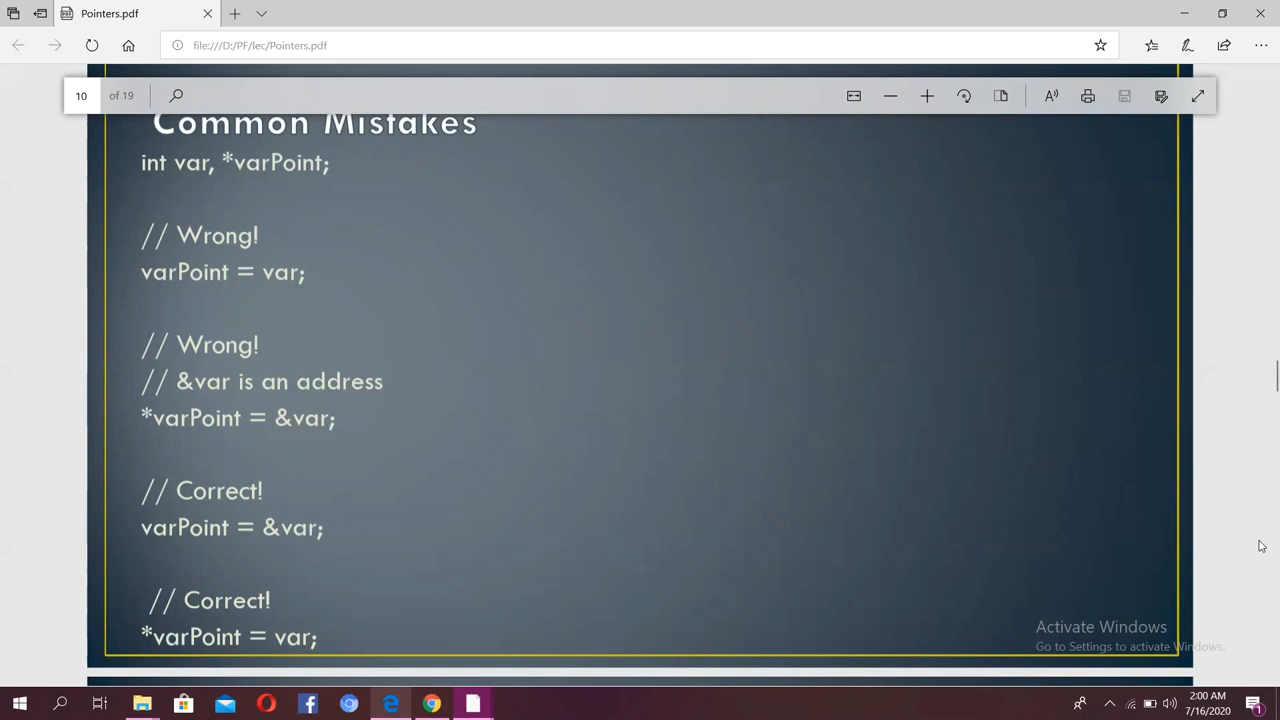 Pointers.pdf
file:///D:/PF/lec/Pointers.pdf
10 of 19
Common Mistakes
int var, *varPoint;
// Wrong!
varPoint = var;
// Wrong!
// &var is an address
*varPoint = &var;
// Correct!
varPoint = &var;
// Correct!
*varPoint = var;
Activate Windows
Go to Settings to activate Windows.
2:00 AM
7/16/2020
1